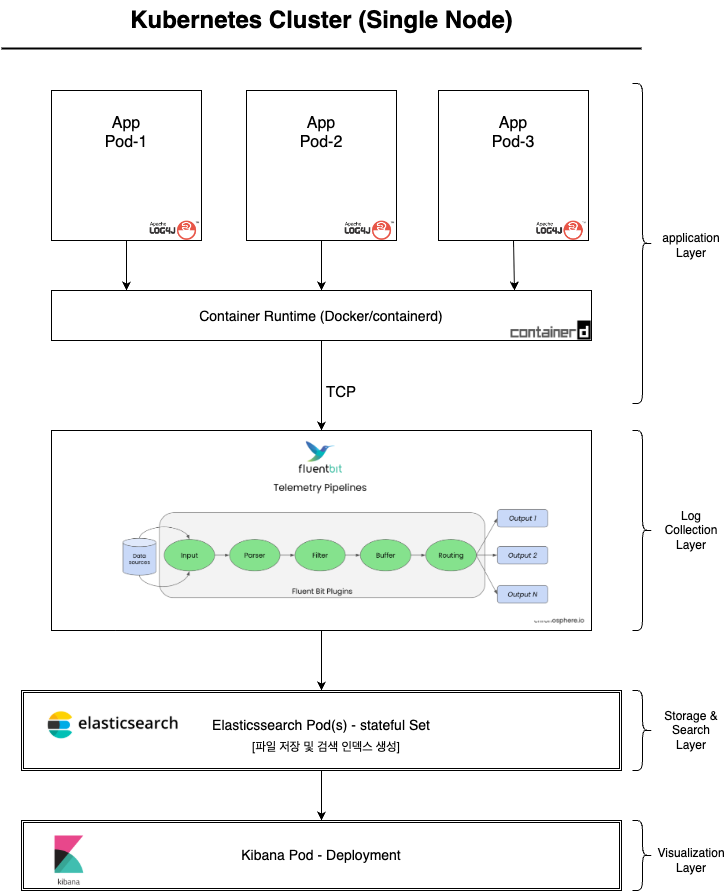 Kubernetes Cluster (Single Node)
App
Pod-1
Apache
LOG4J
App
Pod-2
Apache
LOG4J
App
Pod-3
Apache
LOG4J
application
Layer
Container Runtime (Docker/containerd)
containerd
TCP
fluentbit
Telemetry Pipelines
Data
sources
Input
Parser
Filter
Buffer
Routing
Output 1
Output 2
Output N
Fluent Bit Plugins
osphere.io
Log
Collection
Layer
elasticsearch
Elasticssearch Pod(s) - stateful Set
[파일 저장 및 검색 인덱스 생성]
Storage &
Search
Layer
Kibana Pod - Deployment
kibana
Visualization
Layer